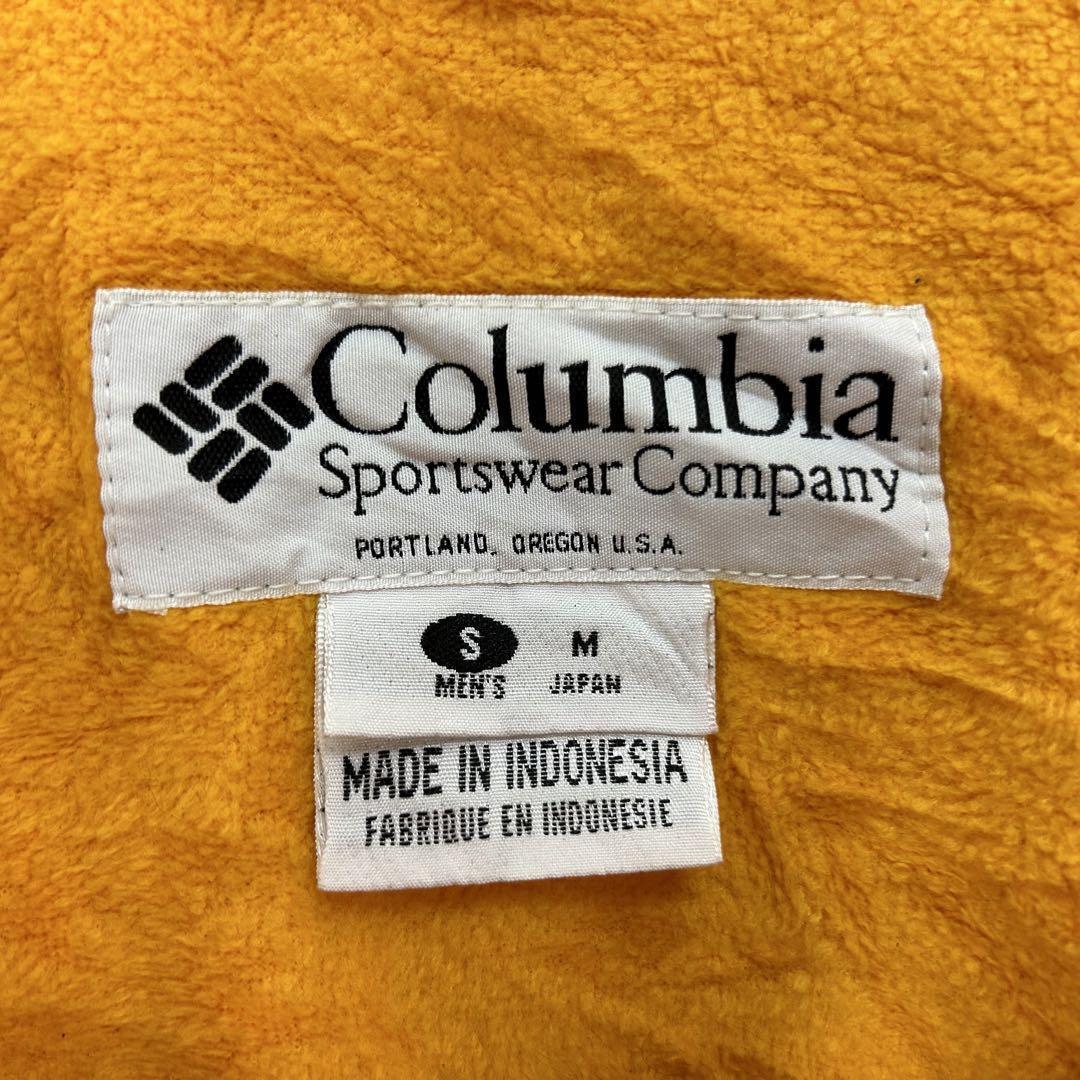 Columbia
Sportswear Company
PORTLAND, OREGON U.S.A.
S M
MEN'S JAPAN
MADE IN INDONESIA
FABRIQUE EN INDONESIE